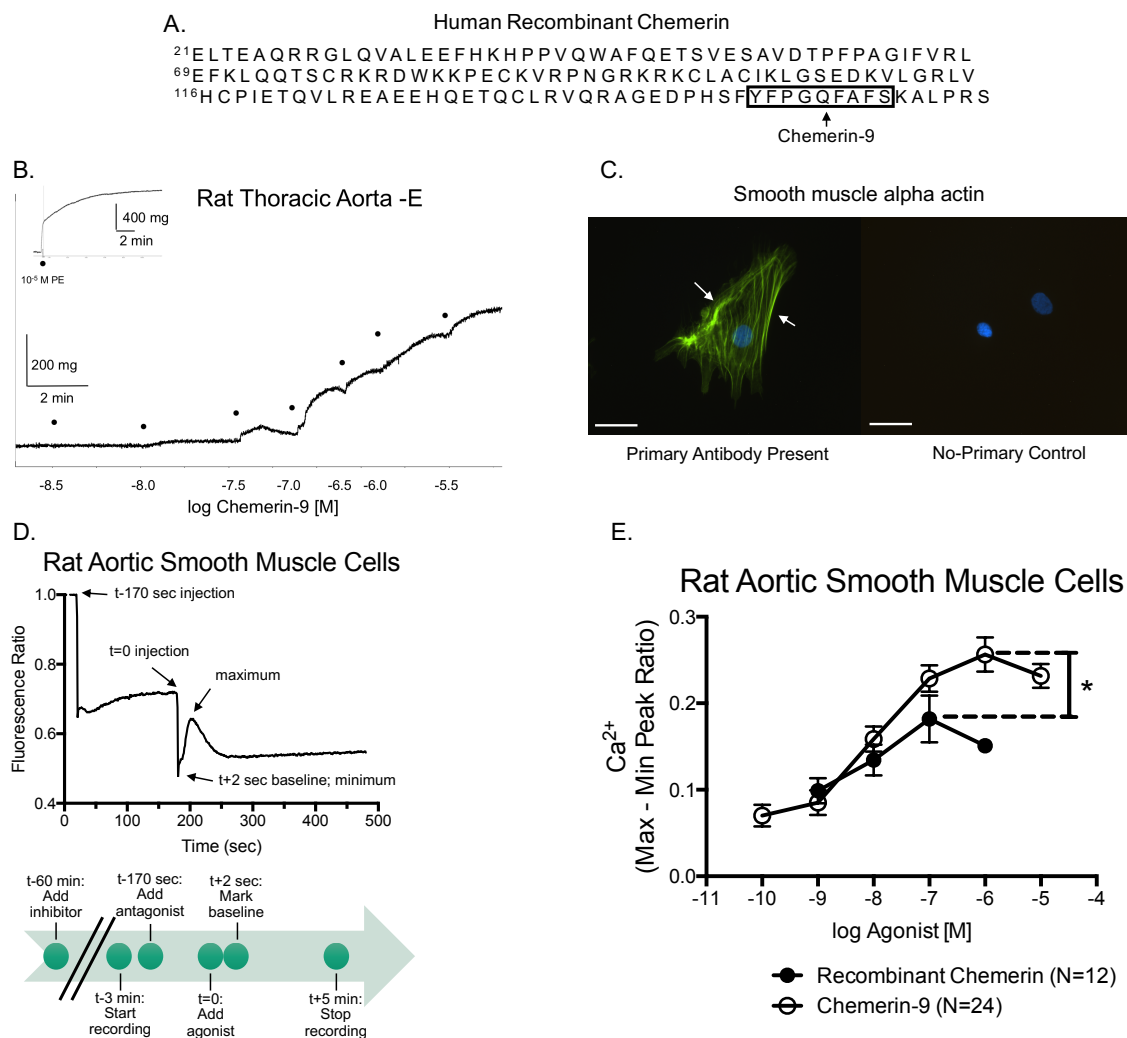 A.
Human Recombinant Chemerin
21ELTEAQRRGLQVALEEFHKHPPVQWAFQETSVESAVDTPFPAGIFVRL
69EFKLQQTSCRKRDWKKPECKVRPNGRKRKCLACIKLGSEDKVLGRLV
116HCPIETQVLREAEEHQETQCLRVQRAGEDPHSFYFPGQFAFSKALPRS
Chemerin-9
B.
Rat Thoracic Aorta -E
400 mg
2 min
10⁻⁵ M PE
200 mg
2 min
-8.5 -8.0 -7.5 -7.0 -6.5 -6.0 -5.5
log Chemerin-9 [M]
C.
Smooth muscle alpha actin
Primary Antibody Present
No-Primary Control
D.
Rat Aortic Smooth Muscle Cells
Fluorescence Ratio
1.0
0.8
0.6
0.4
t-170 sec injection
t=0 injection
maximum
t+2 sec baseline; minimum
0 100 200 300 400 500
Time (sec)
t-60 min:
Add
inhibitor
t-170 sec:
Add
antagonist
t+2 sec:
Mark
baseline
t-3 min:
Start
recording
t=0:
Add
agonist
t+5 min:
Stop
recording
E.
Rat Aortic Smooth Muscle Cells
Ca²⁺
(Max - Min Peak Ratio)
0.3
0.2
0.1
0.0
*
-11 -10 -9 -8 -7 -6 -5 -4
log Agonist [M]
Recombinant Chemerin (N=12)
Chemerin-9 (N=24)